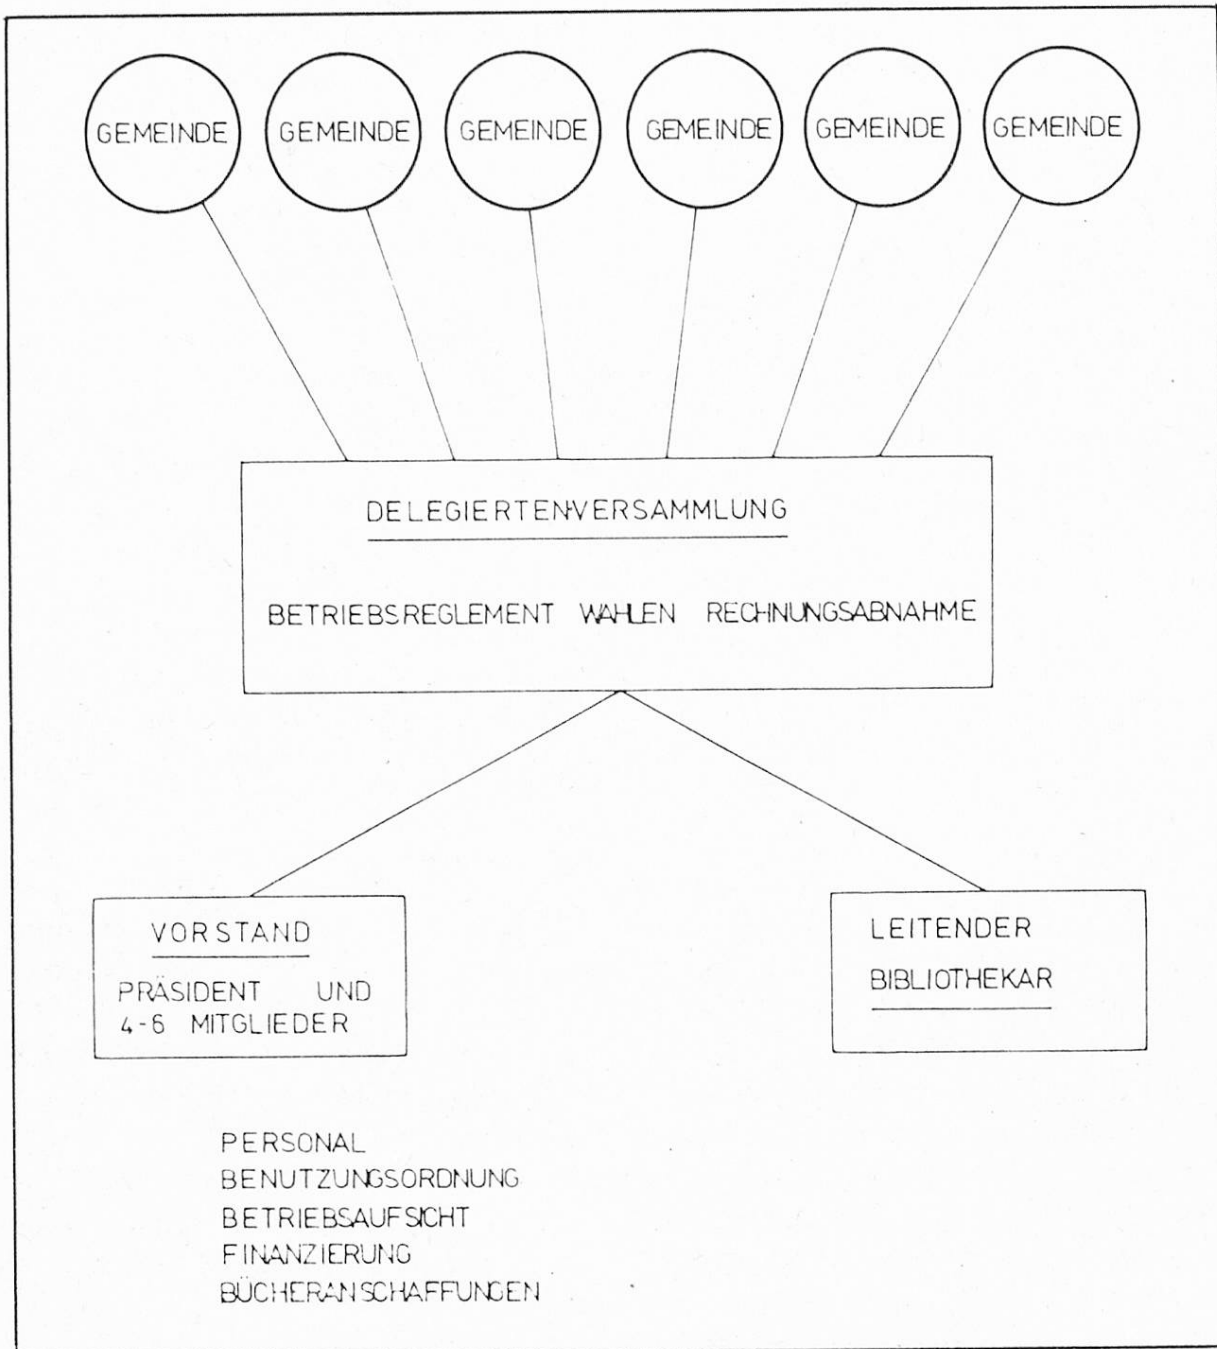 GEMEINDE GEMEINDE GEMEINDE GEMEINDE GEMEINDE GEMEINDE
DELEGIERTENVERSAMMLUNG
BETRIEBSREGLEMENT WAHLEN RECHNUNGSABNAHME
VORSTAND
PRÄSIDENT UND
4-6 MITGLIEDER
LEITENDER
BIBLIOTHEKAR
PERSONAL
BENUTZUNGSORDNUNG
BETRIEBSAUFSICHT
FINANZIERUNG
BÜCHERANSCHAFFUNGEN